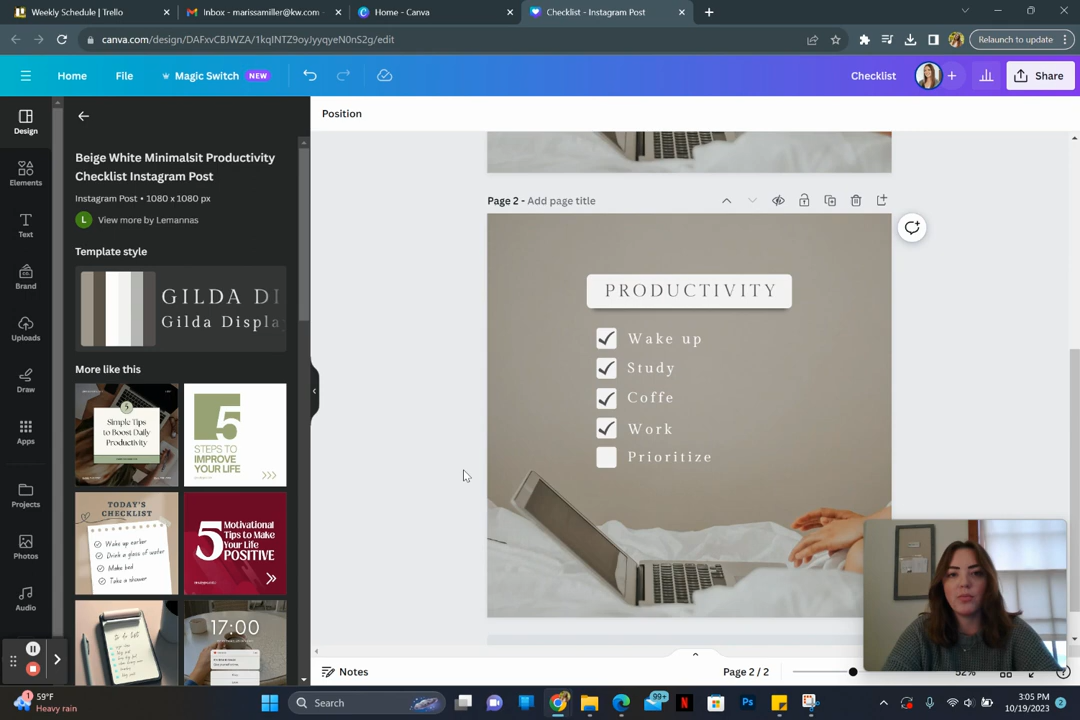 Weekly Schedule | Trello
Inbox - marissamiller@kw.com -
Home - Canva
Checklist - Instagram Post
canva.com/design/DAFxvCBJWZA/1kqINTZ9oyJyyqyeN0nS2g/edit
Relaunch to update
Home
File
Magic Switch
NEW
Checklist
Share
Design
Elements
Text
Brand
Uploads
Draw
Apps
Projects
Photos
Audio
Beige White Minimalsit Productivity
Checklist Instagram Post
Instagram Post • 1080 x 1080 px
L
View more by Lemannas
Template style
GILDA DI
Gilda Displa
More like this
5
Simple Tips
to Boost Daily
Productivity
5
STEPS TO
IMPROVE
YOUR LIFE
TODAY'S
CHECKLIST
Wake up earber
Drink a glass of water
Make bed
Take a shower
5
Motivational
Tips to Make
Your Life
POSITIVE
17:00
Position
Page 2 - Add page title
PRODUCTIVITY
Wake up
Study
Coffe
Work
Prioritize
Notes
Page 2 / 2
52%
59°F
Heavy rain
Search
99+
Ps
3:05 PM
10/19/2023
2